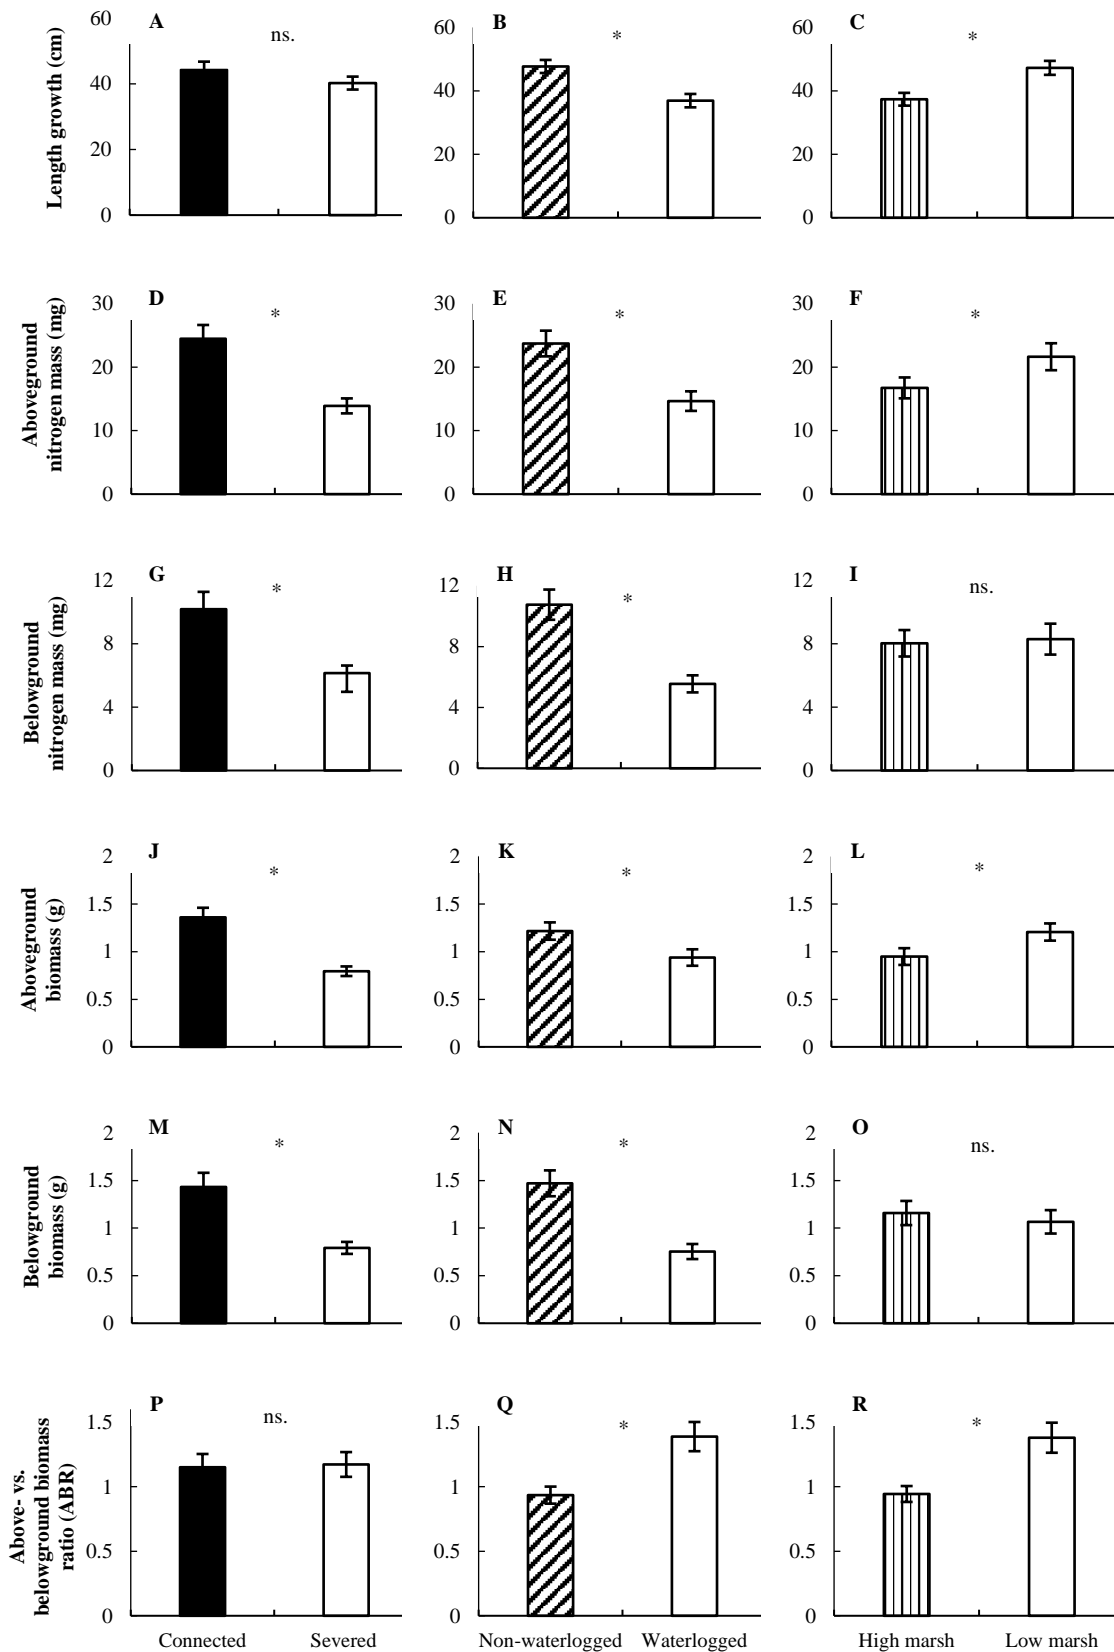 A
ns.
Length growth (cm)
60
40
20
0
B
*
60
40
20
0
C
*
60
40
20
0
D
*
Aboveground
nitrogen mass (mg)
30
20
10
0
E
*
30
20
10
0
F
*
30
20
10
0
G
*
Belowground
nitrogen mass (mg)
12
8
4
0
H
*
12
8
4
0
I
ns.
12
8
4
0
J
*
Aboveground
biomass (g)
2
1.5
1
0.5
0
K
*
2
1.5
1
0.5
0
L
*
2
1.5
1
0.5
0
M
*
Belowground
biomass (g)
2
1.5
1
0.5
0
N
*
2
1.5
1
0.5
0
O
ns.
2
1.5
1
0.5
0
P
ns.
Above- vs.
belowground biomass
ratio (ABR)
1.5
1
0.5
0
Connected Severed
Q
*
1.5
1
0.5
0
Non-waterlogged Waterlogged
R
*
1.5
1
0.5
0
High marsh Low marsh